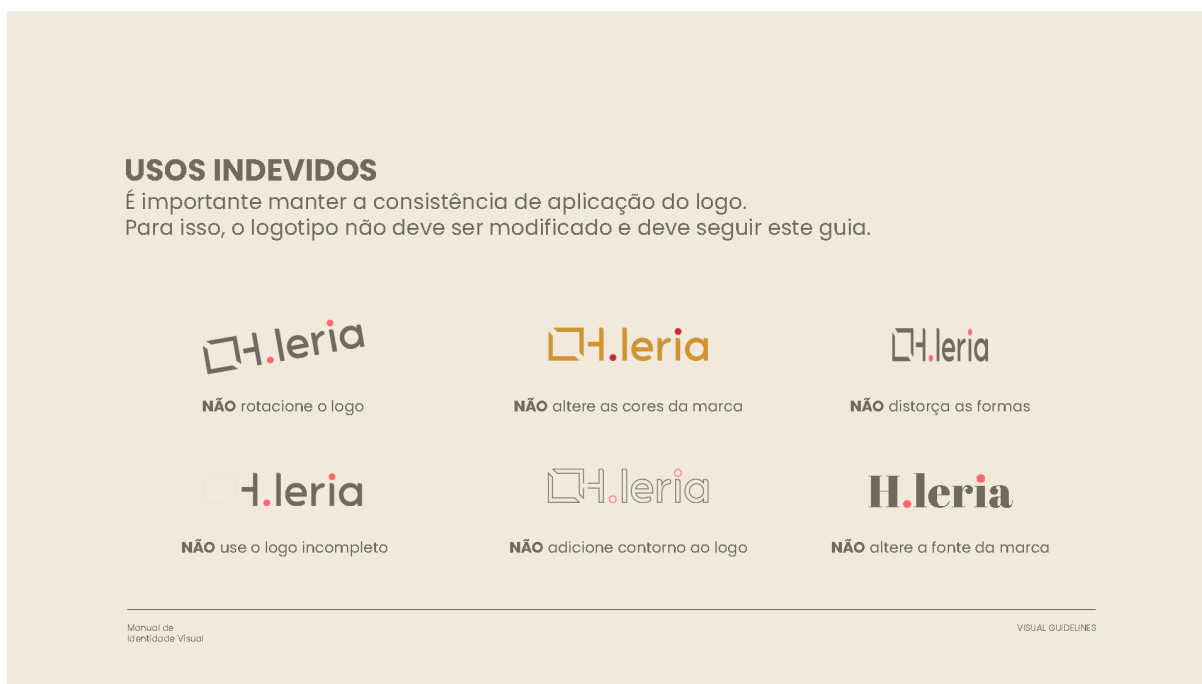 USOS INDEVIDOS
É importante manter a consistência de aplicação do logo.
Para isso, o logotipo não deve ser modificado e deve seguir este guia.
H.leria
H.leria
H.leria
NÃO rotacione o logo
NÃO altere as cores da marca
NÃO distorça as formas
H.leria
H.leria
H.leria
NÃO use o logo incompleto
NÃO adicione contorno ao logo
NÃO altere a fonte da marca
Manual de
Identidade Visual
VISUAL GUIDELINES